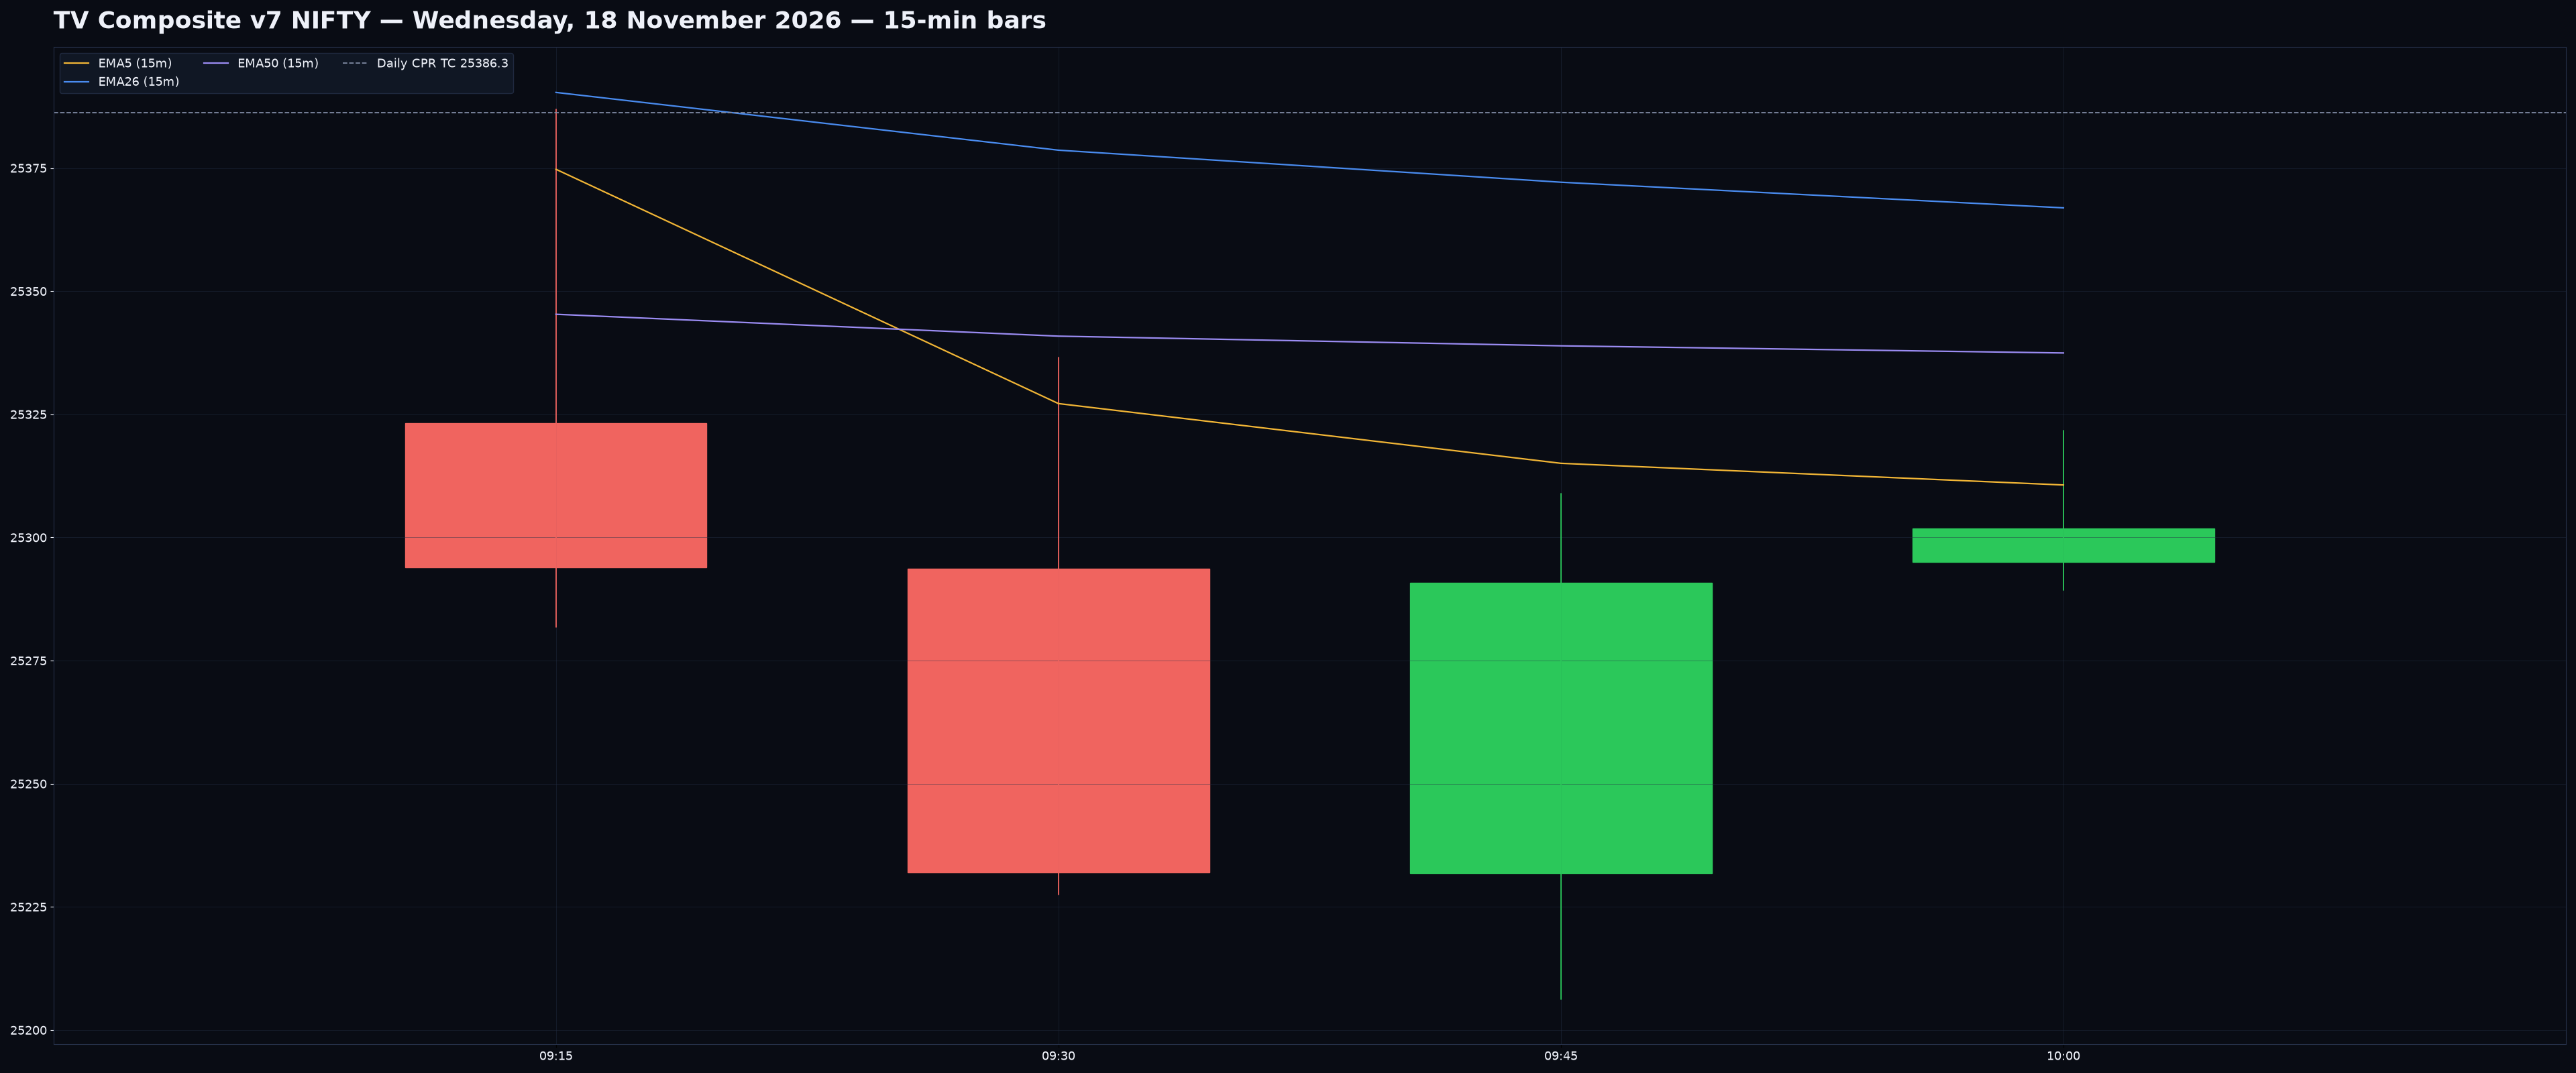 TV Composite v7 NIFTY — Wednesday, 18 November 2026 — 15-min bars
EMA5 (15m) EMA50 (15m) Daily CPR TC 25386.3
EMA26 (15m)
25375
25350
25325
25300
25275
25250
25225
25200
09:15 09:30 09:45 10:00